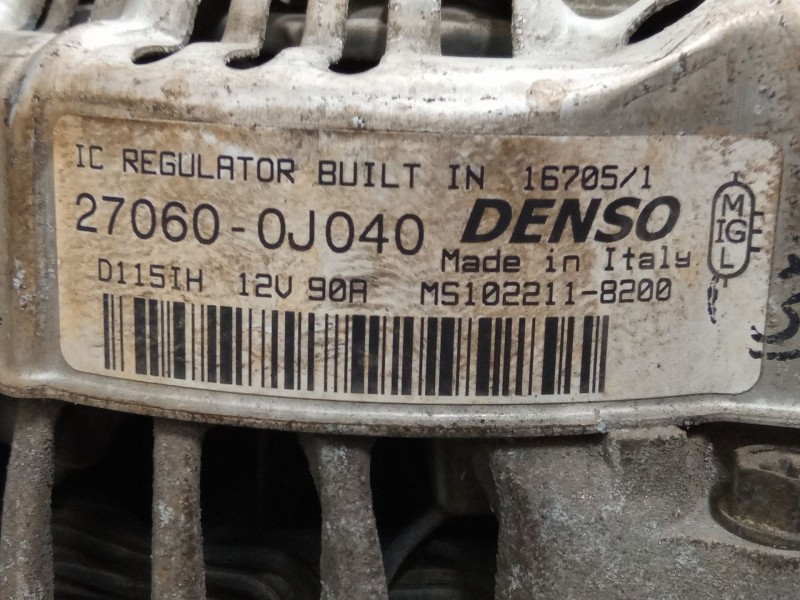 IC REGULATOR BUILT IN 16705/1
27060-0J040 DENSO
Made in Italy
D115IH 12V 90A MS102211-8200
M
IG
L